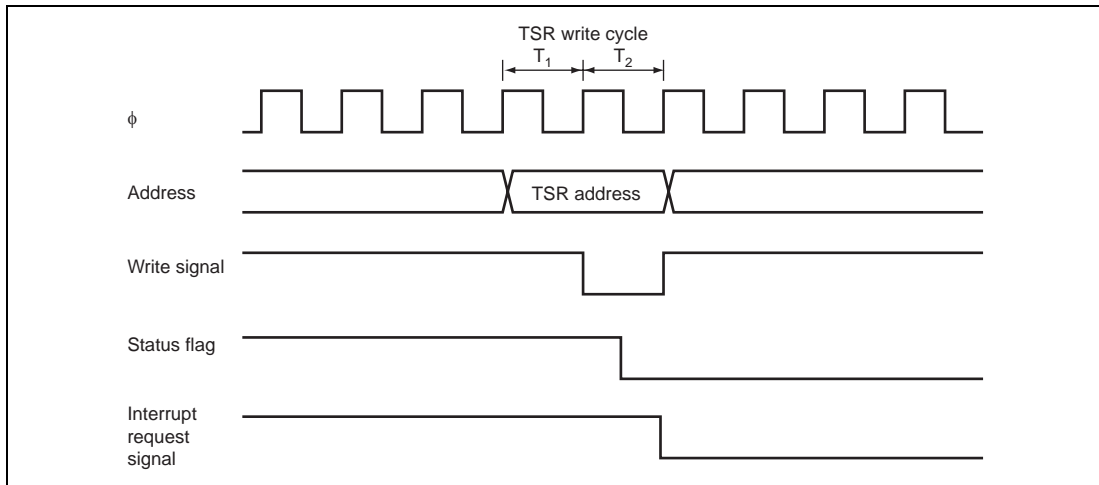 TSR write cycle
T₁ T₂
ϕ
Address
TSR address
Write signal
Status flag
Interrupt
request
signal